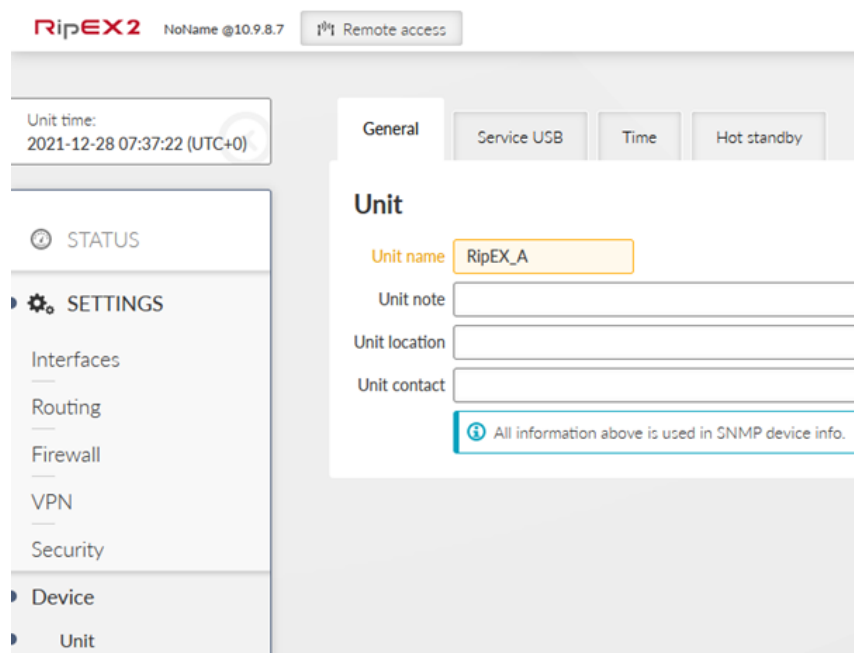 RipEX2 NoName @10.9.8.7 Remote access
Unit time:
2021-12-28 07:37:22 (UTC+0)
General Service USB Time Hot standby
STATUS
SETTINGS
Interfaces
Routing
Firewall
VPN
Security
Device
Unit
Unit
Unit name RipEX_A
Unit note
Unit location
Unit contact
All information above is used in SNMP device info.